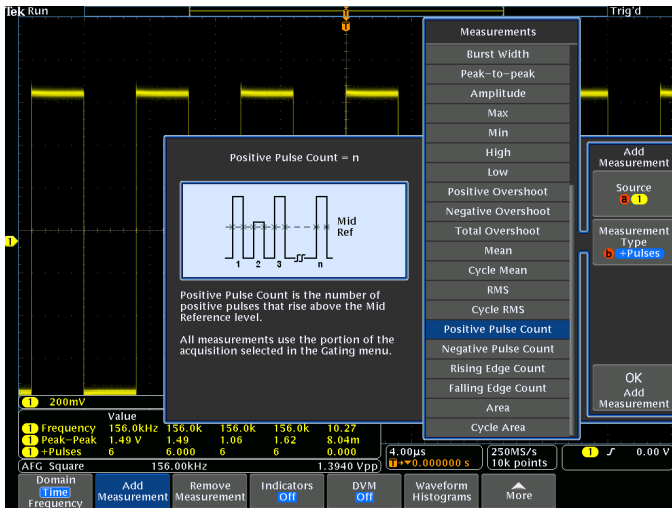 Tek Run
Trig'd
T
T
Measurements
Burst Width
Peak-to-peak
Amplitude
Max
Min
High
Low
Positive Overshoot
Negative Overshoot
Total Overshoot
Mean
Cycle Mean
RMS
Cycle RMS
Positive Pulse Count
Negative Pulse Count
Rising Edge Count
Falling Edge Count
Area
Cycle Area
Positive Pulse Count = n
Mid
Ref
1 2 3 n
Positive Pulse Count is the number of
positive pulses that rise above the Mid
Reference level.
All measurements use the portion of the
acquisition selected in the Gating menu.
Add
Measurement
Source
a 1
Measurement
Type
b +Pulses
OK
Add
Measurement
1
1 200mV
Value
1 Frequency 156.0kHz 156.0k 156.0k 156.0k 10.27
1 Peak-Peak 1.49 V 1.49 1.06 1.62 8.04m
1 +Pulses 6 6.000 6 6 0.000
AFG Square 156.00kHz 1.3940 Vpp
4.00µs
T→▼0.000000 s
250MS/s
10k points
1 0.00 V
Domain
Time
Frequency
Add
Measurement
Remove
Measurement
Indicators
Off
DVM
Off
Waveform
Histograms
More